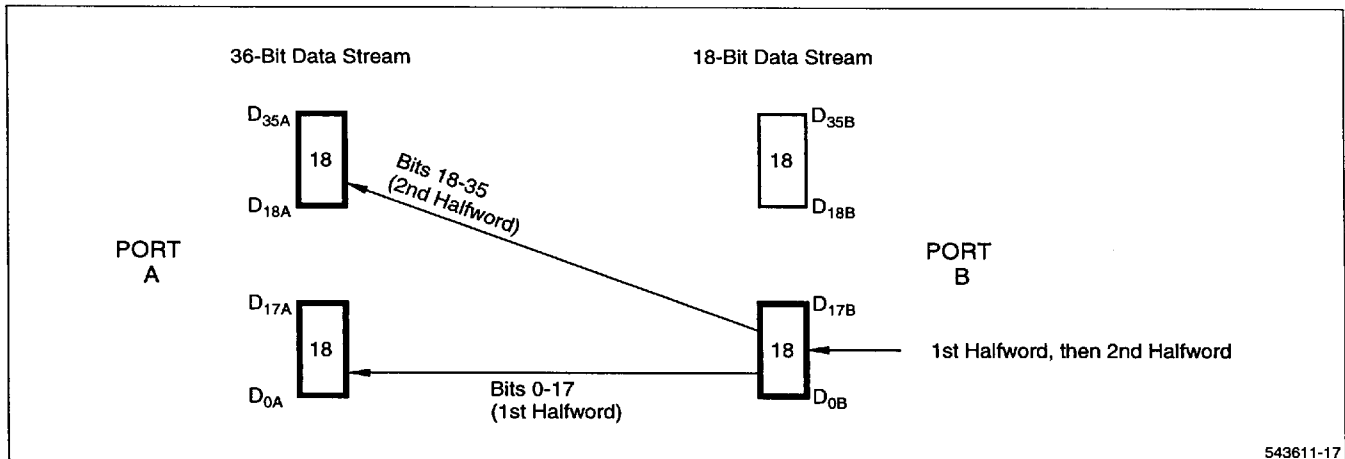 36-Bit Data Stream
18-Bit Data Stream
D35A
18
D18A
Bits 18-35
(2nd Halfword)
D35B
18
D18B
PORT
A
PORT
B
D17A
18
D0A
Bits 0-17
(1st Halfword)
D17B
18
D0B
1st Halfword, then 2nd Halfword
543611-17